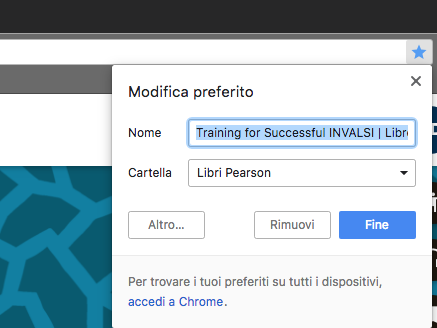 Modifica preferito
Nome Training for Successful INVALSI | Libr
Cartella Libri Pearson
Altro... Rimuovi Fine
Per trovare i tuoi preferiti su tutti i dispositivi,
accedi a Chrome.